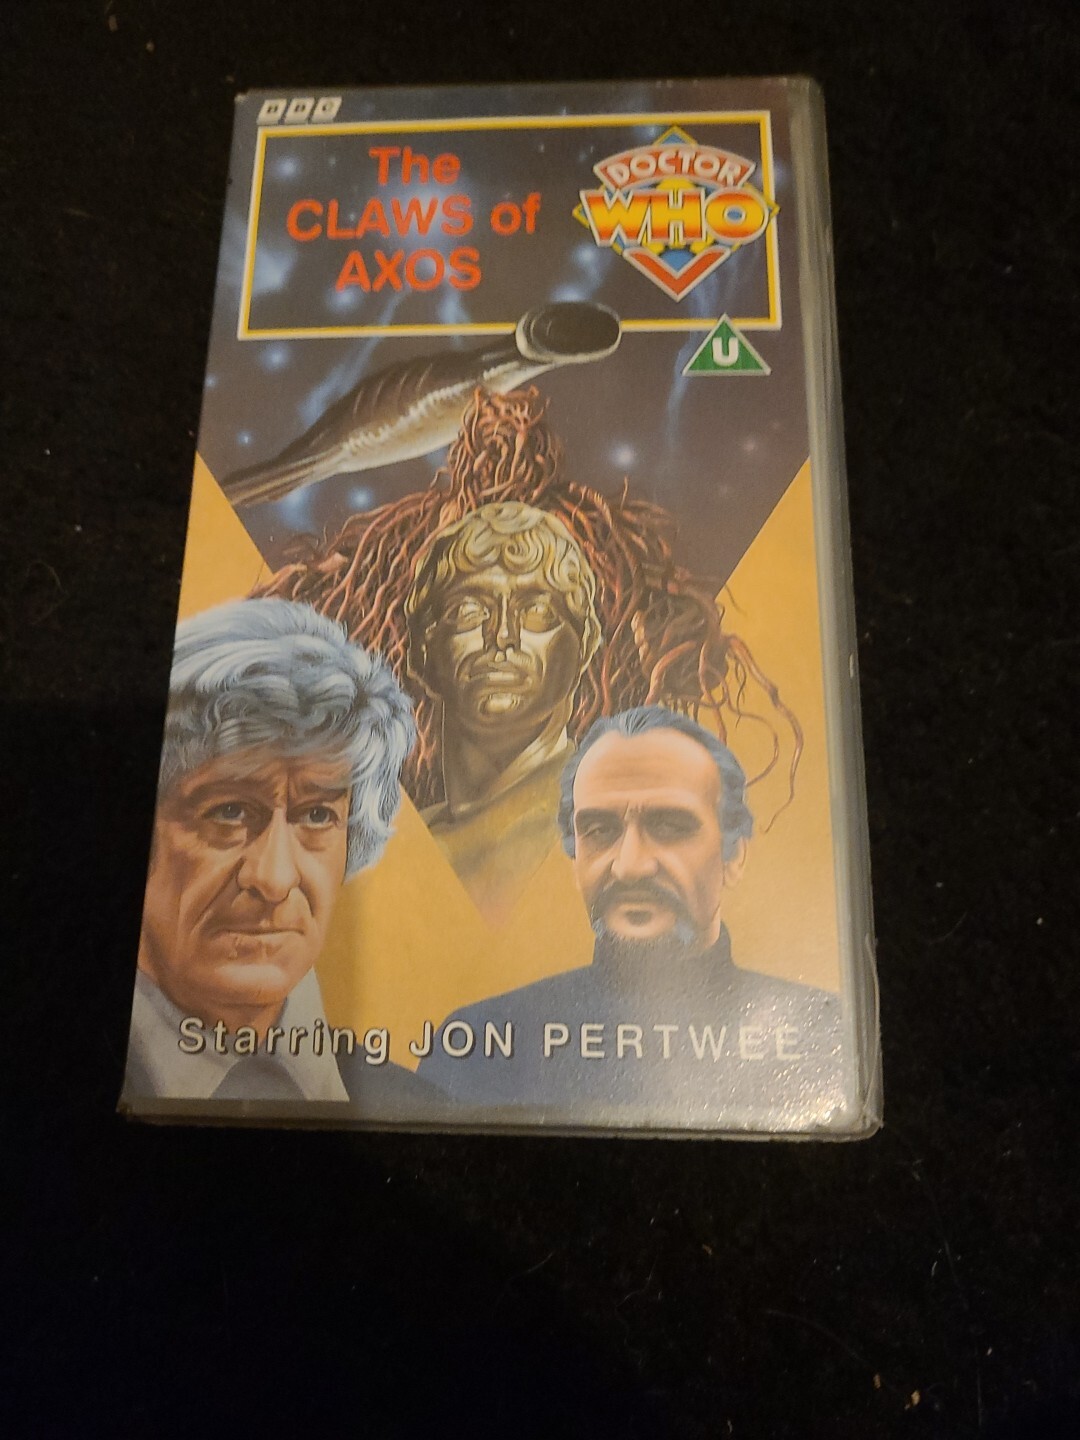 BBC
The
CLAWS of
AXOS
DOCTOR
WHO
U
Starring JON PERTWEE